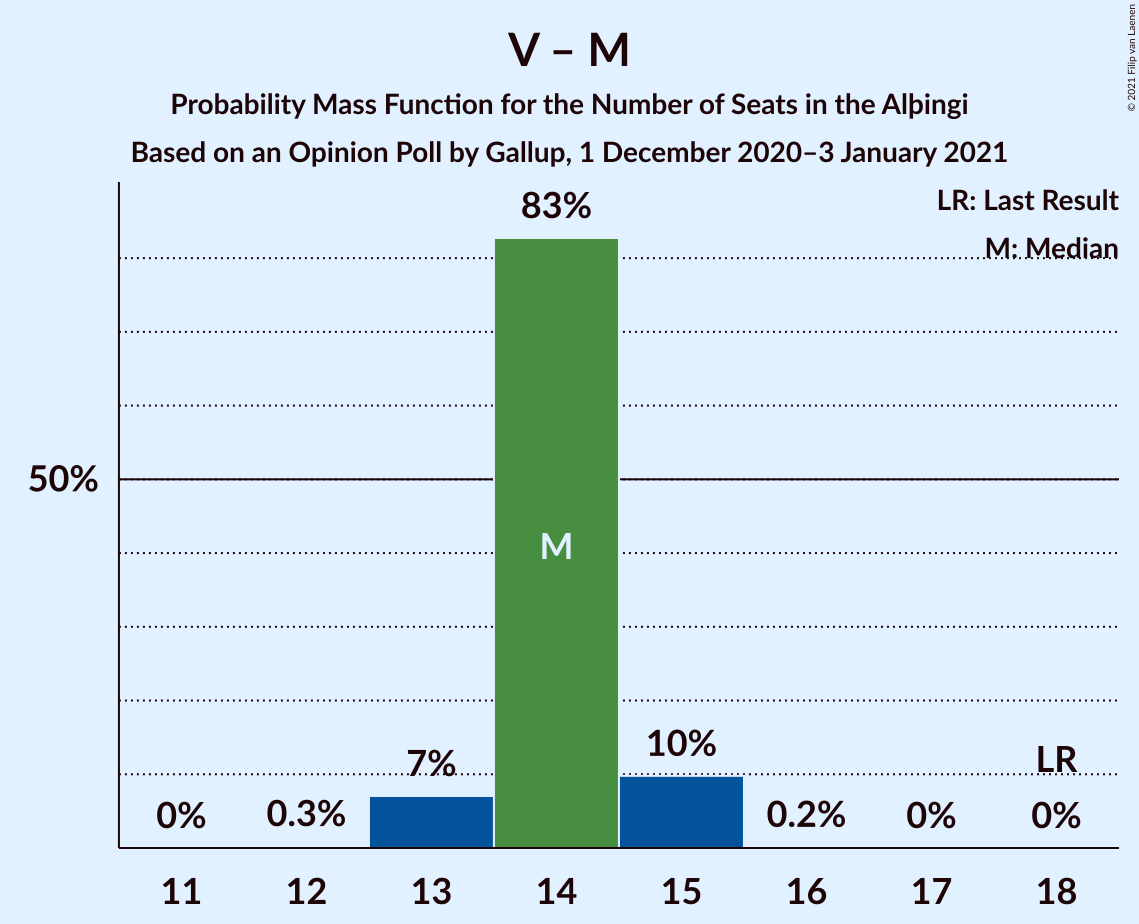 V – M
Probability Mass Function for the Number of Seats in the Alþingi
Based on an Opinion Poll by Gallup, 1 December 2020–3 January 2021
© 2021 Filip van Laenen
LR: Last Result
M: Median
83%
50%
M
7%
10%
LR
0%
0.3%
0.2%
0%
0%
11 12 13 14 15 16 17 18